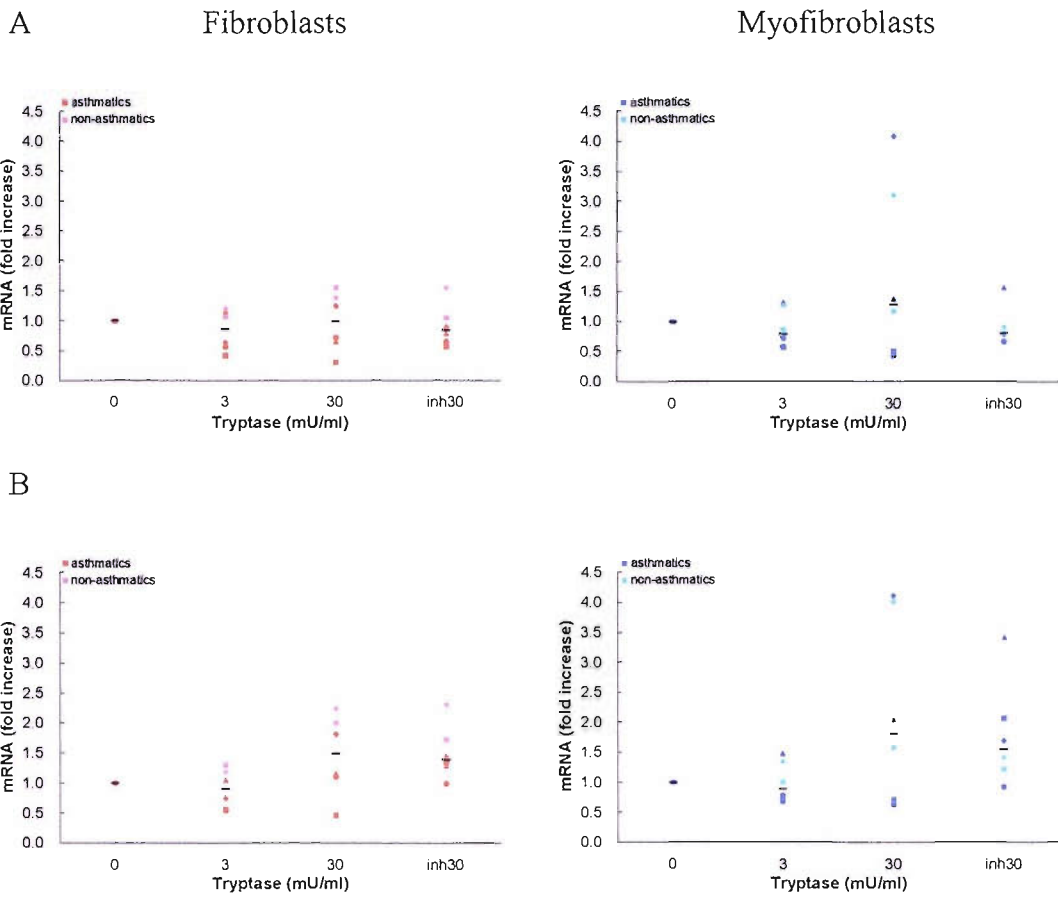 A
Fibroblasts
Myofibroblasts
asthmatics
non-asthmatics
4.5
4.0
3.5
3.0
2.5
2.0
1.5
1.0
0.5
0.0
mRNA (fold increase)
0 3 30 inh30
Tryptase (mU/ml)
asthmatics
non-asthmatics
4.5
4.0
3.5
3.0
2.5
2.0
1.5
1.0
0.5
0.0
mRNA (fold increase)
0 3 30 inh30
Tryptase (mU/ml)
B
asthmatics
non-asthmatics
4.5
4.0
3.5
3.0
2.5
2.0
1.5
1.0
0.5
0.0
mRNA (fold increase)
0 3 30 inh30
Tryptase (mU/ml)
asthmatics
non-asthmatics
4.5
4.0
3.5
3.0
2.5
2.0
1.5
1.0
0.5
0.0
mRNA (fold increase)
0 3 30 inh30
Tryptase (mU/ml)